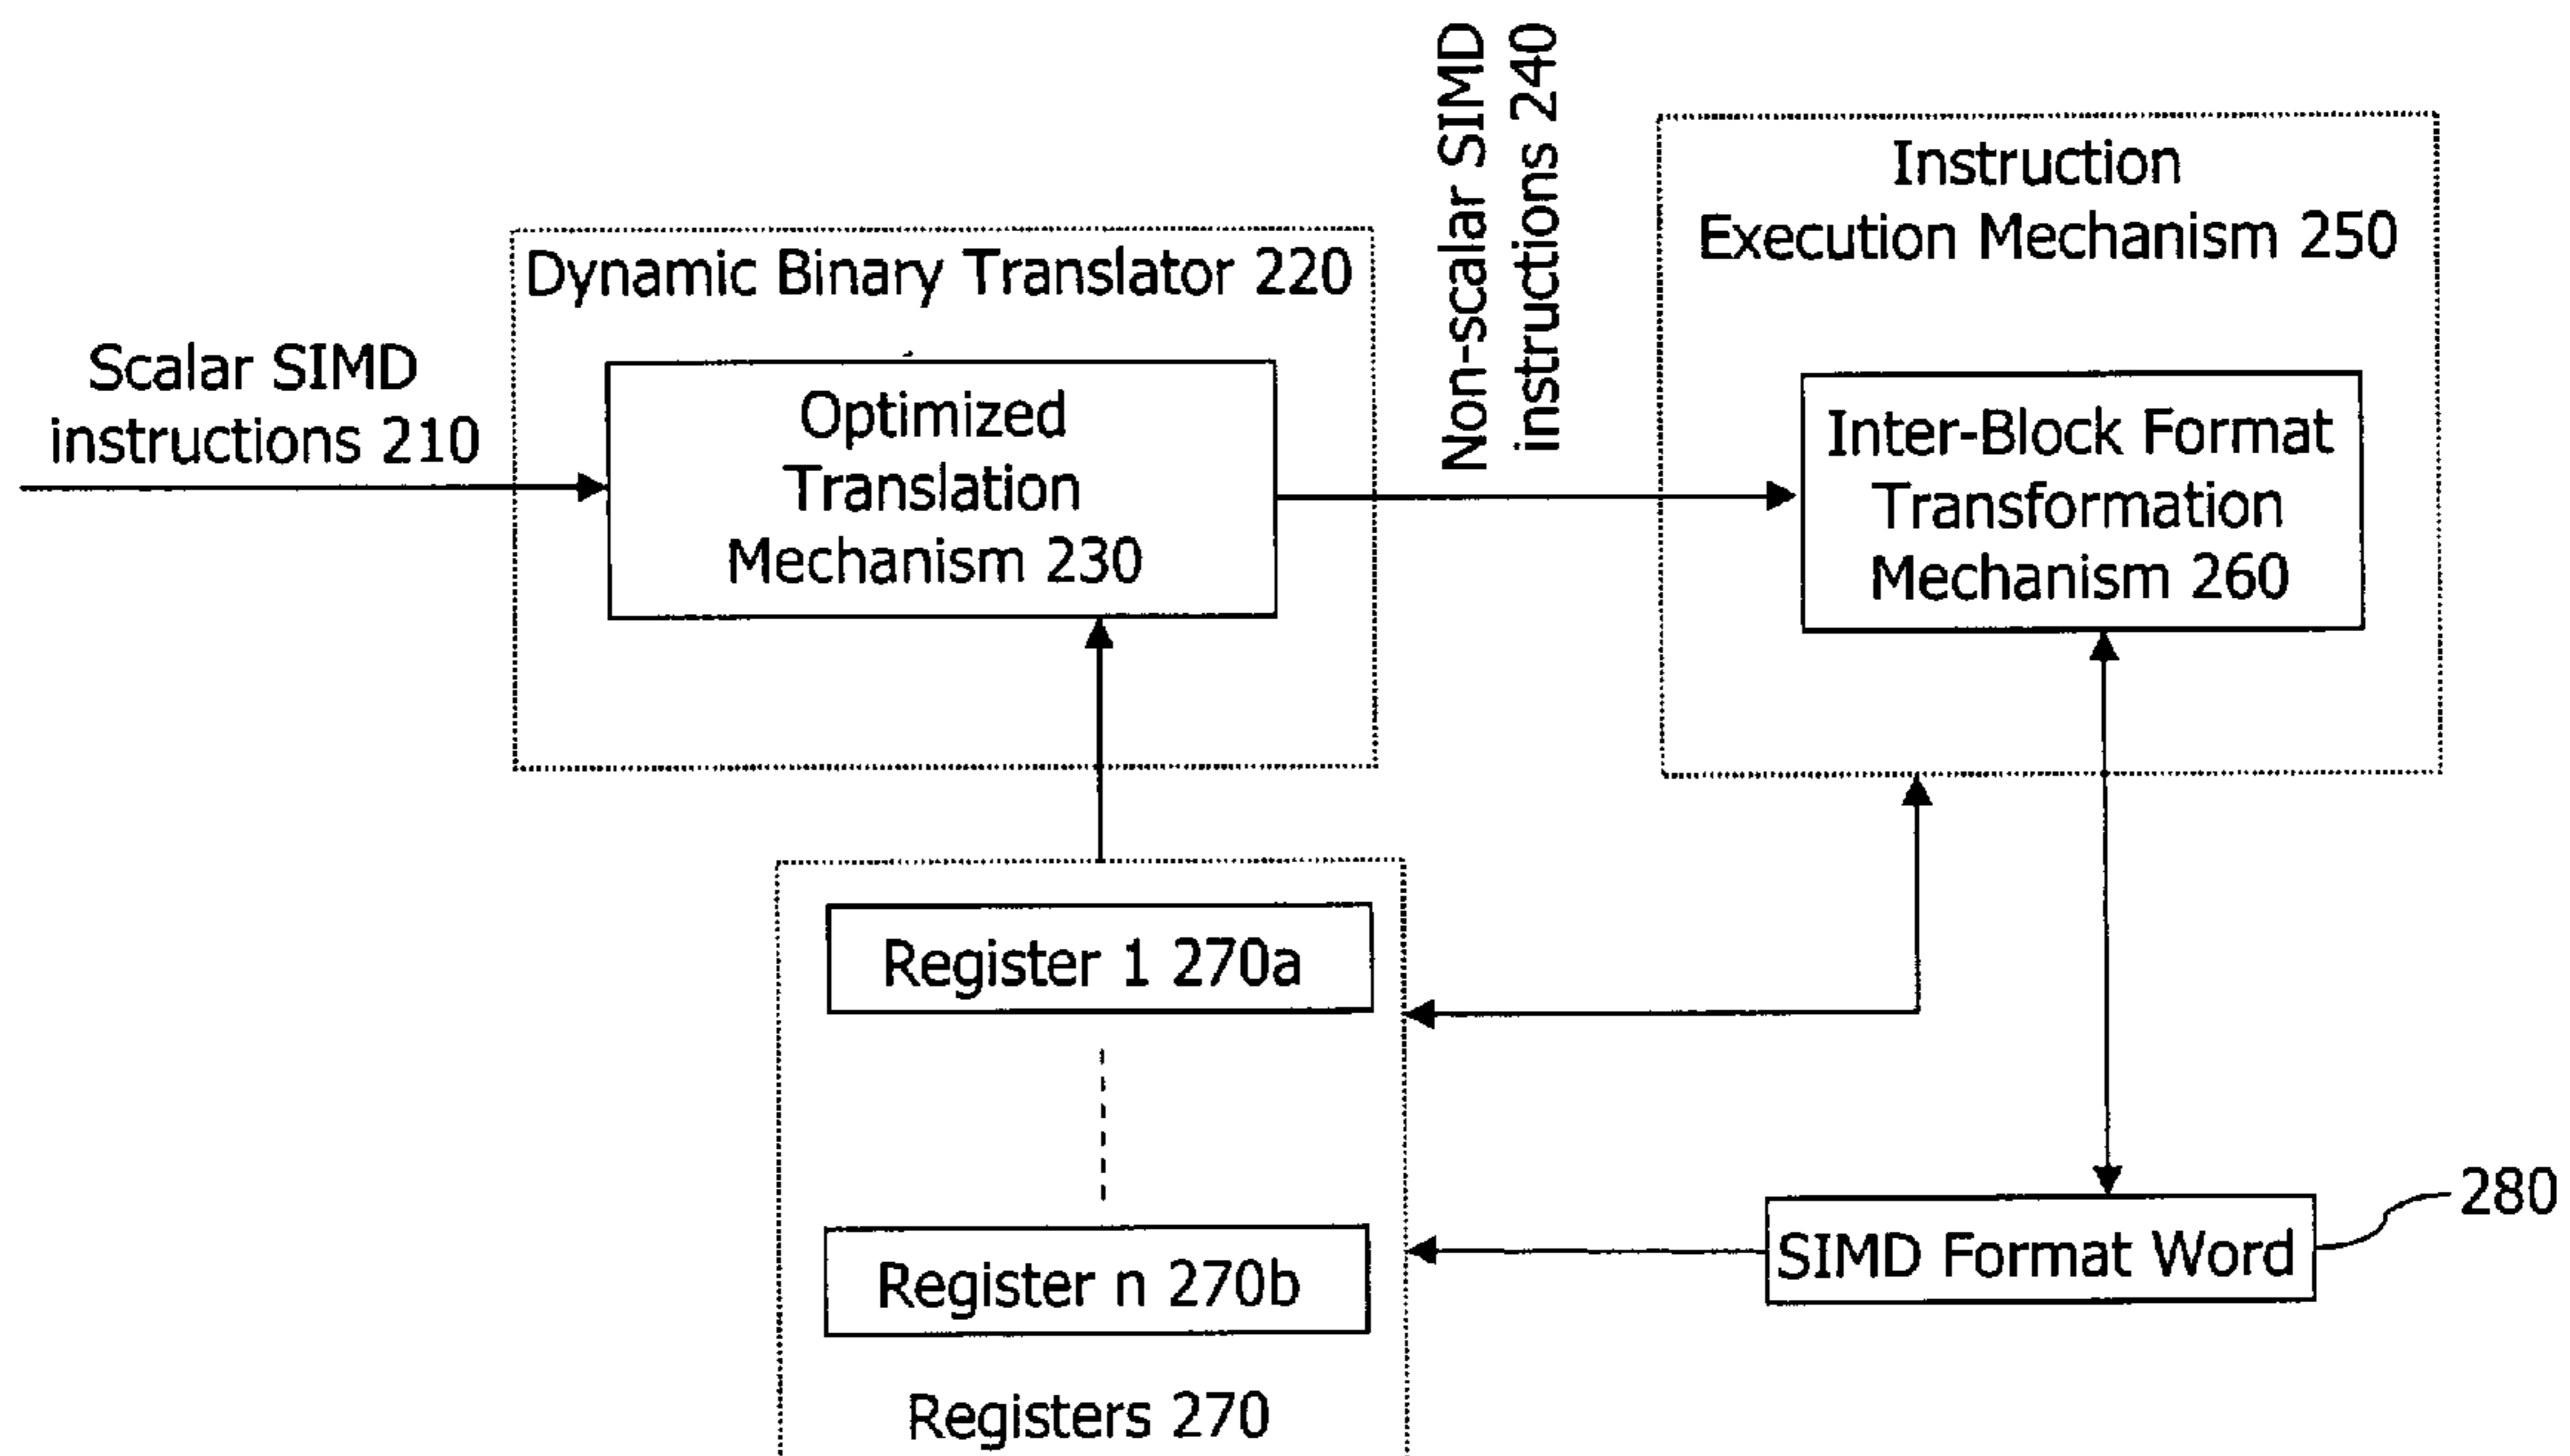 Scalar SIMD
instructions 210
Dynamic Binary Translator 220
Optimized
Translation
Mechanism 230
Non-scalar SIMD
instructions 240
Instruction
Execution Mechanism 250
Inter-Block Format
Transformation
Mechanism 260
Register 1 270a
Register n 270b
Registers 270
SIMD Format Word
280